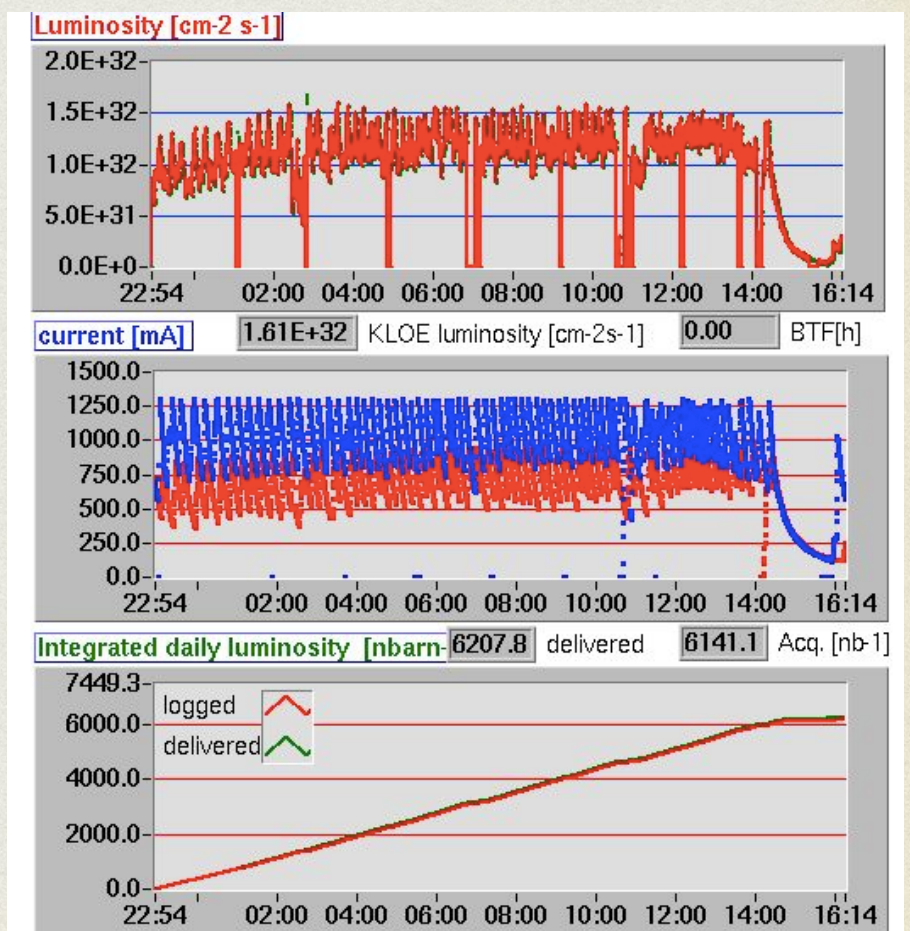 Luminosity [cm-2 s-1]
2.0E+32-
1.5E+32-
1.0E+32-
5.0E+31-
0.0E+0-
22:54 02:00 04:00 06:00 08:00 10:00 12:00 14:00 16:14
current [mA] 1.61E+32 KLOE luminosity [cm-2s-1] 0.00 BTF[h]
1500.0-
1250.0-
1000.0-
750.0-
500.0-
250.0-
0.0-
22:54 02:00 04:00 06:00 08:00 10:00 12:00 14:00 16:14
Integrated daily luminosity [nbarn- 6207.8 delivered 6141.1 Acq. [nb-1]
7449.3-
logged
6000.0-
delivered
4000.0-
2000.0-
0.0-
22:54 02:00 04:00 06:00 08:00 10:00 12:00 14:00 16:14